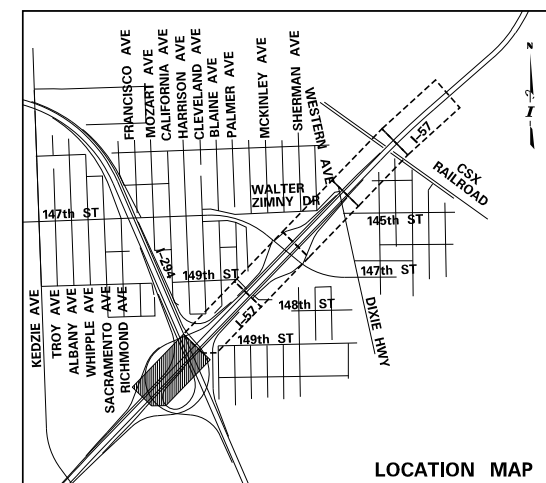 FRANCISCO AVE
MOZART AVE
CALIFORNIA AVE
HARRISON AVE
CLEVELAND AVE
BLAINE AVE
PALMER AVE
MCKINLEY AVE
SHERMAN AVE
WESTERN AVE
N
I-57
CSX
RAILROAD
WALTER
ZIMNY DR
147th ST
145th ST
I-294
149th ST
147th ST
148th ST
I-57
149th ST
DIXIE HWY
KEDZIE AVE
TROY AVE
ALBANY AVE
WHIPPLE AVE
SACRAMENTO AVE
RICHMOND AVE
LOCATION MAP